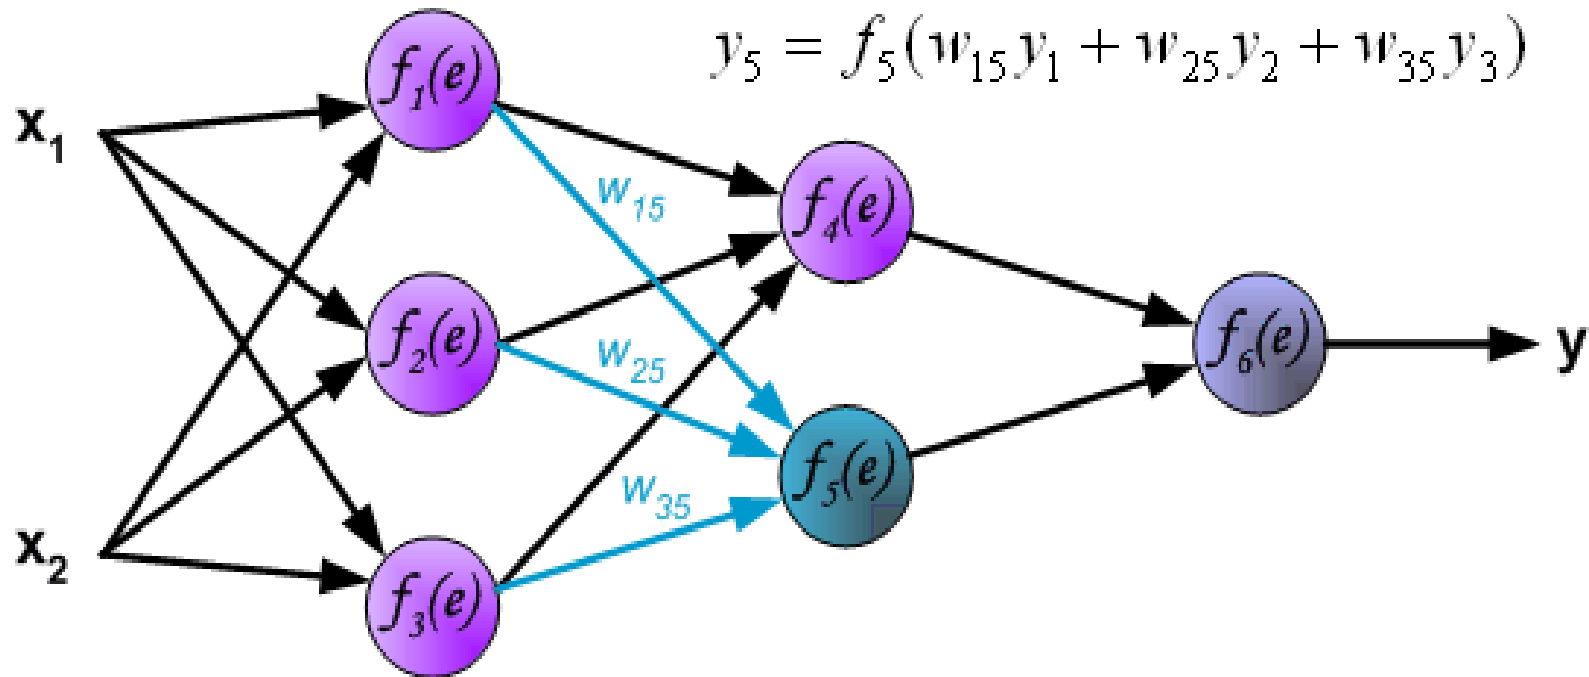 y₅ = f₅(w₁₅y₁ + w₂₅y₂ + w₃₅y₃)
f₁(e)
x₁
w₁₅
f₄(e)
f₂(e)
w₂₅
f₆(e)
y
f₅(e)
w₃₅
x₂
f₃(e)